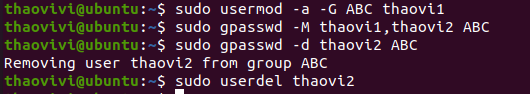 thaovivi@ubuntu:~$ sudo usermod -a -G ABC thaovi1
thaovivi@ubuntu:~$ sudo gpasswd -M thaovi1,thaovi2 ABC
thaovivi@ubuntu:~$ sudo gpasswd -d thaovi2 ABC
Removing user thaovi2 from group ABC
thaovivi@ubuntu:~$ sudo userdel thaovi2